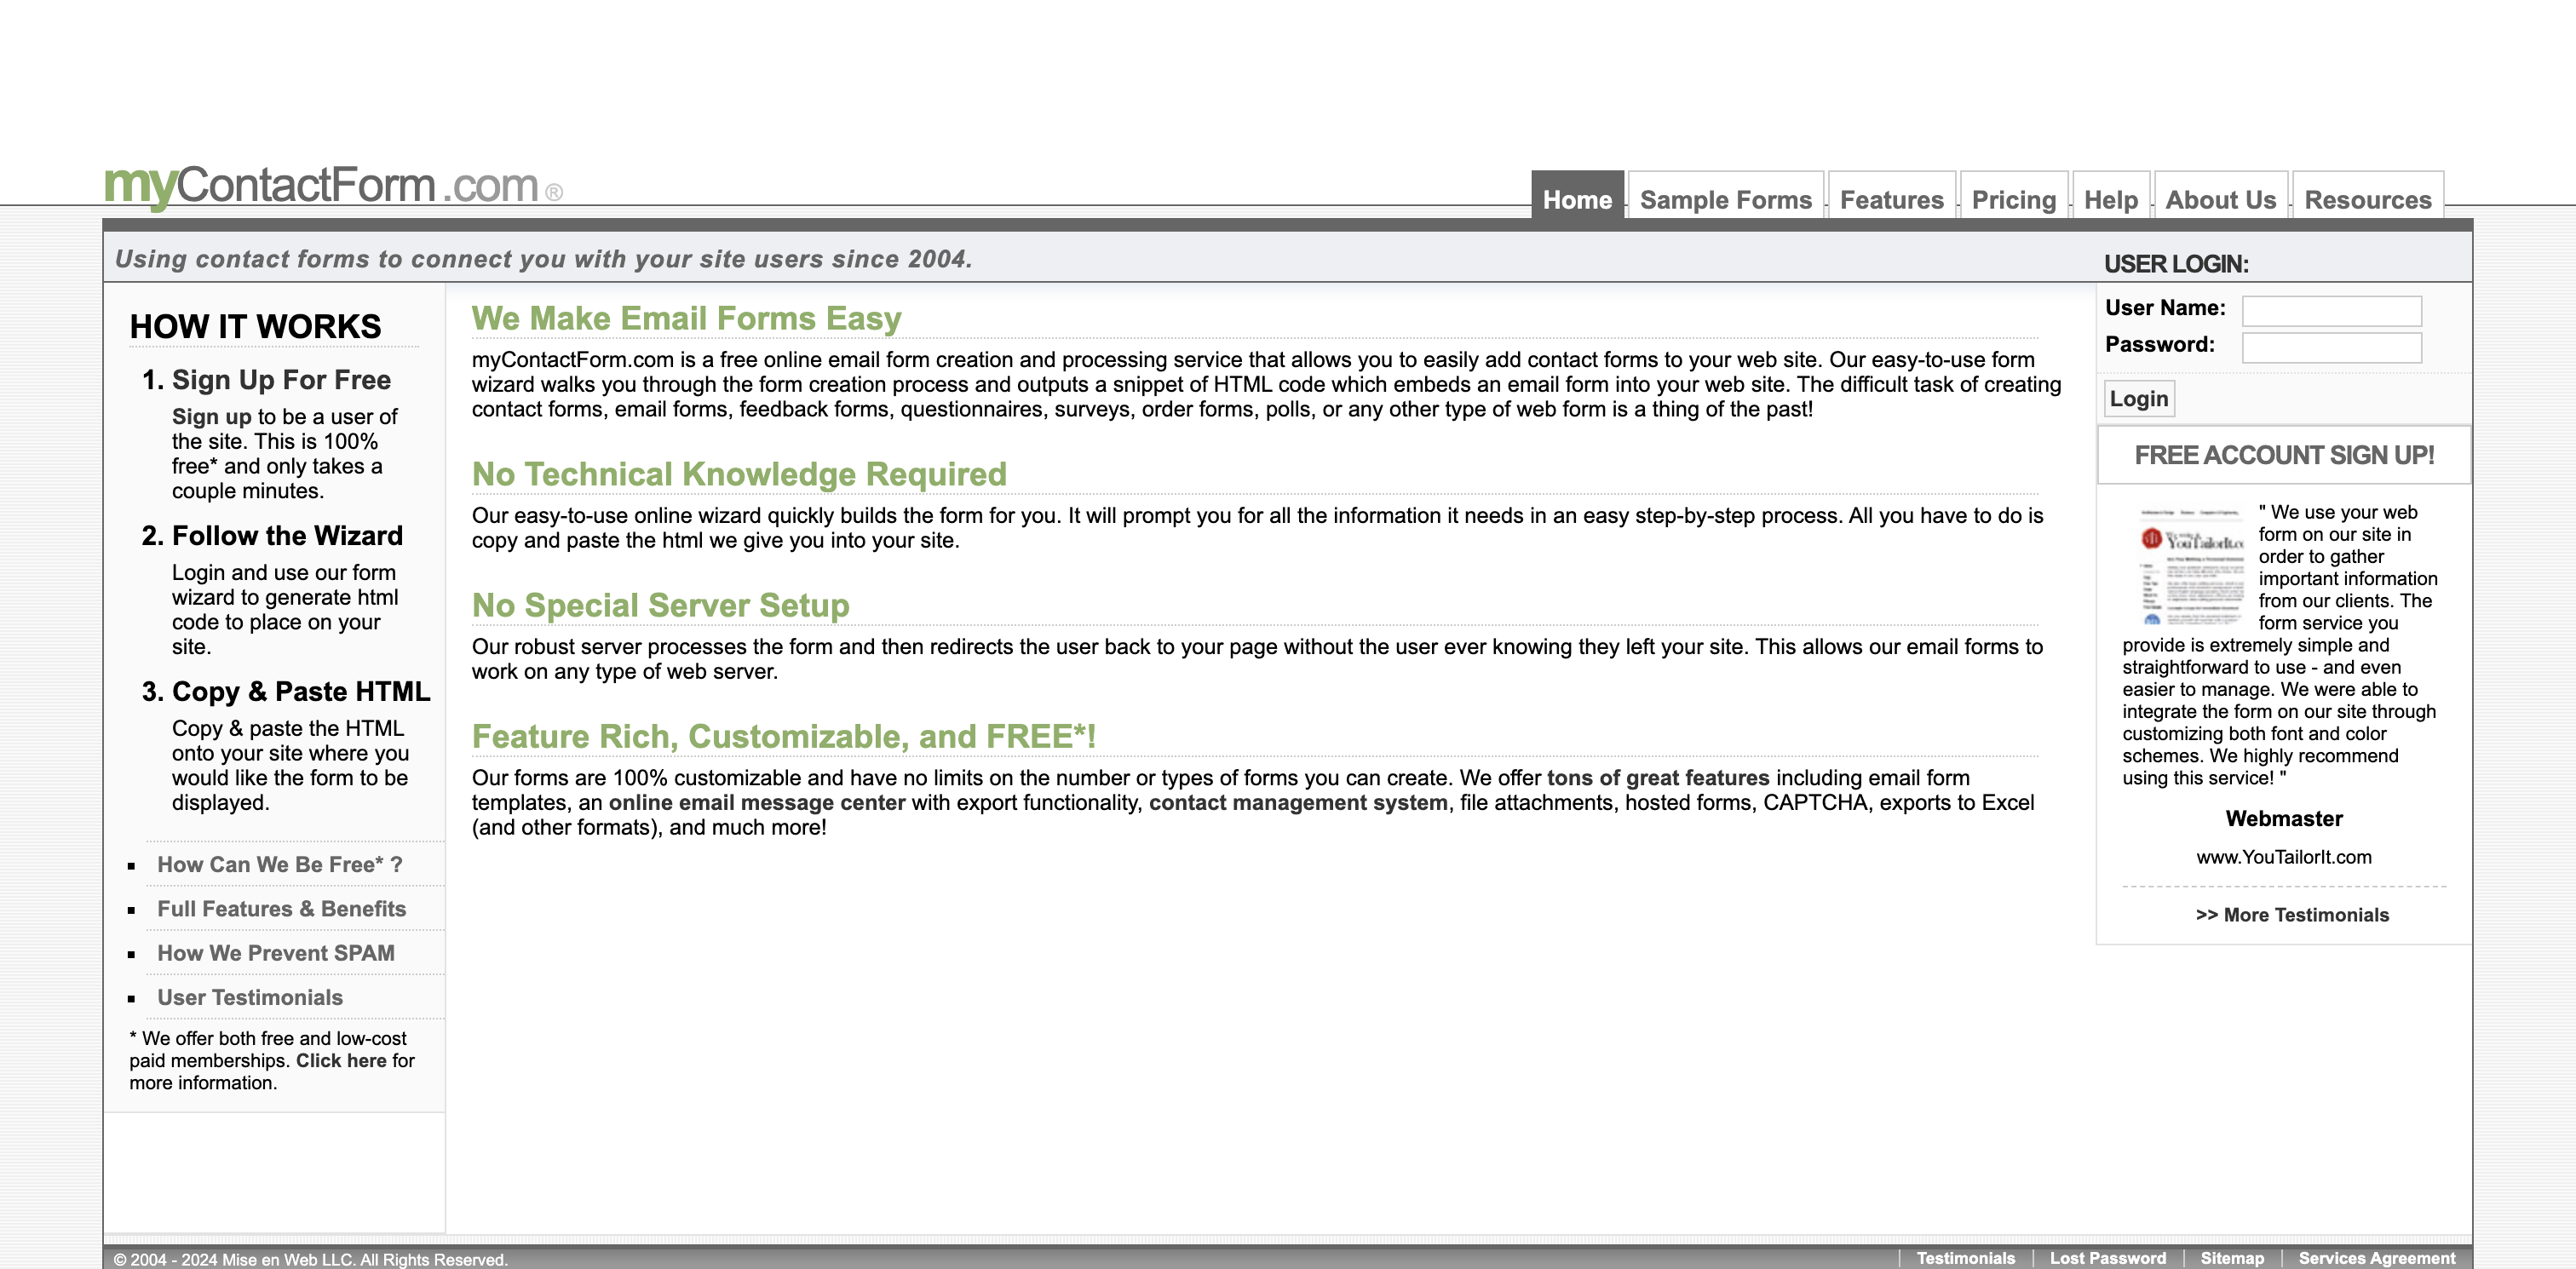 myContactForm.com®
Home
Sample Forms
Features
Pricing
Help
About Us
Resources
Using contact forms to connect you with your site users since 2004.
USER LOGIN:
HOW IT WORKS
1. Sign Up For Free
Sign up to be a user of
the site. This is 100%
free* and only takes a
couple minutes.
2. Follow the Wizard
Login and use our form
wizard to generate html
code to place on your
site.
3. Copy & Paste HTML
Copy & paste the HTML
onto your site where you
would like the form to be
displayed.
How Can We Be Free* ?
Full Features & Benefits
How We Prevent SPAM
User Testimonials
* We offer both free and low-cost
paid memberships. Click here for
more information.
We Make Email Forms Easy
myContactForm.com is a free online email form creation and processing service that allows you to easily add contact forms to your web site. Our easy-to-use form
wizard walks you through the form creation process and outputs a snippet of HTML code which embeds an email form into your web site. The difficult task of creating
contact forms, email forms, feedback forms, questionnaires, surveys, order forms, polls, or any other type of web form is a thing of the past!
No Technical Knowledge Required
Our easy-to-use online wizard quickly builds the form for you. It will prompt you for all the information it needs in an easy step-by-step process. All you have to do is
copy and paste the html we give you into your site.
No Special Server Setup
Our robust server processes the form and then redirects the user back to your page without the user ever knowing they left your site. This allows our email forms to
work on any type of web server.
Feature Rich, Customizable, and FREE*!
Our forms are 100% customizable and have no limits on the number or types of forms you can create. We offer tons of great features including email form
templates, an online email message center with export functionality, contact management system, file attachments, hosted forms, CAPTCHA, exports to Excel
(and other formats), and much more!
User Name:
Password:
Login
FREE ACCOUNT SIGN UP!
YouTailorIt.co
" We use your web
form on our site in
order to gather
important information
from our clients. The
form service you
provide is extremely simple and
straightforward to use - and even
easier to manage. We were able to
integrate the form on our site through
customizing both font and color
schemes. We highly recommend
using this service! "
Webmaster
www.YouTailorIt.com
>> More Testimonials
© 2004 - 2024 Mise en Web LLC. All Rights Reserved.
Testimonials
Lost Password
Sitemap
Services Agreement